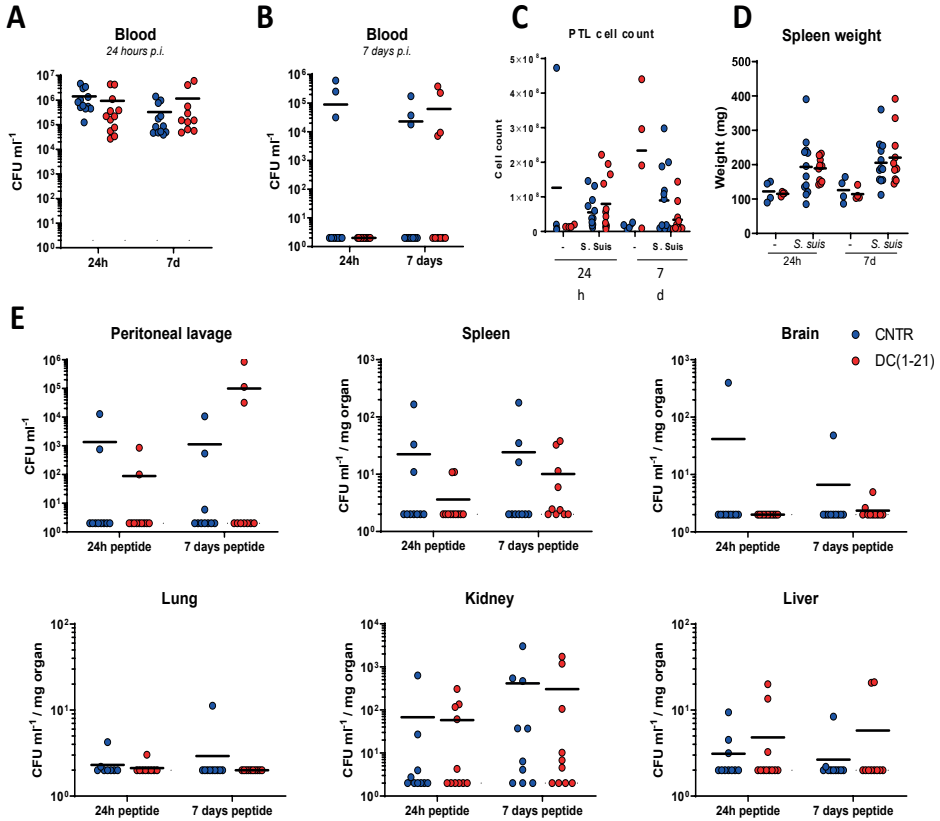 A
Blood
24 hours p.i.
CFU ml-1
10^7
10^6
10^5
10^4
10^3
10^2
10^1
10^0
24h
7d
B
Blood
7 days p.i.
CFU ml-1
10^6
10^5
10^4
10^3
10^2
10^1
10^0
24h
7 days
C
PTL cell count
Cell count
5×10^8
4×10^8
3×10^8
2×10^8
1×10^8
0
-
S. Suis
-
S. Suis
24
7
h
d
D
Spleen weight
Weight (mg)
500
400
300
200
100
0
-
S. suis
-
S. suis
24h
7d
E
Peritoneal lavage
CFU ml-1
10^6
10^5
10^4
10^3
10^2
10^1
10^0
24h peptide
7 days peptide
Spleen
CFU ml-1 / mg organ
10^3
10^2
10^1
10^0
24h peptide
7 days peptide
Brain
CNTR
DC(1-21)
CFU ml-1 / mg organ
10^3
10^2
10^1
10^0
24h peptide
7 days peptide
Lung
CFU ml-1 / mg organ
10^2
10^1
10^0
24h peptide
7 days peptide
Kidney
CFU ml-1 / mg organ
10^4
10^3
10^2
10^1
10^0
24h peptide
7 days peptide
Liver
CFU ml-1 / mg organ
10^2
10^1
10^0
24h peptide
7 days peptide